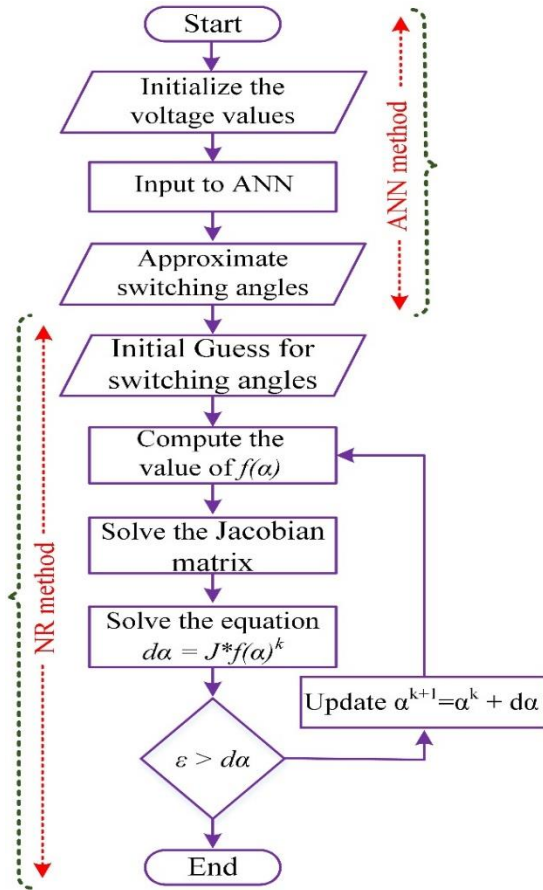 Start
Initialize the
voltage values
Input to ANN
Approximate
switching angles
ANN method
Initial Guess for
switching angles
Compute the
value of f(α)
Solve the Jacobian
matrix
Solve the equation
dα = J*f(α)^k
Update α^{k+1}=α^k + dα
ε > dα
End
NR method